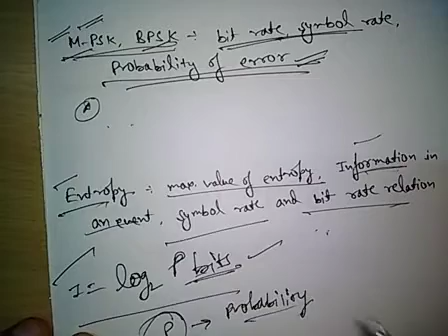 M-PSK, BPSK :- bit rate, symbol rate,
Probability of error
A
Entropy :- max. value of entropy, Information in
an event, symbol rate and bit rate relation
I = log₂ P bits.
P → Probability